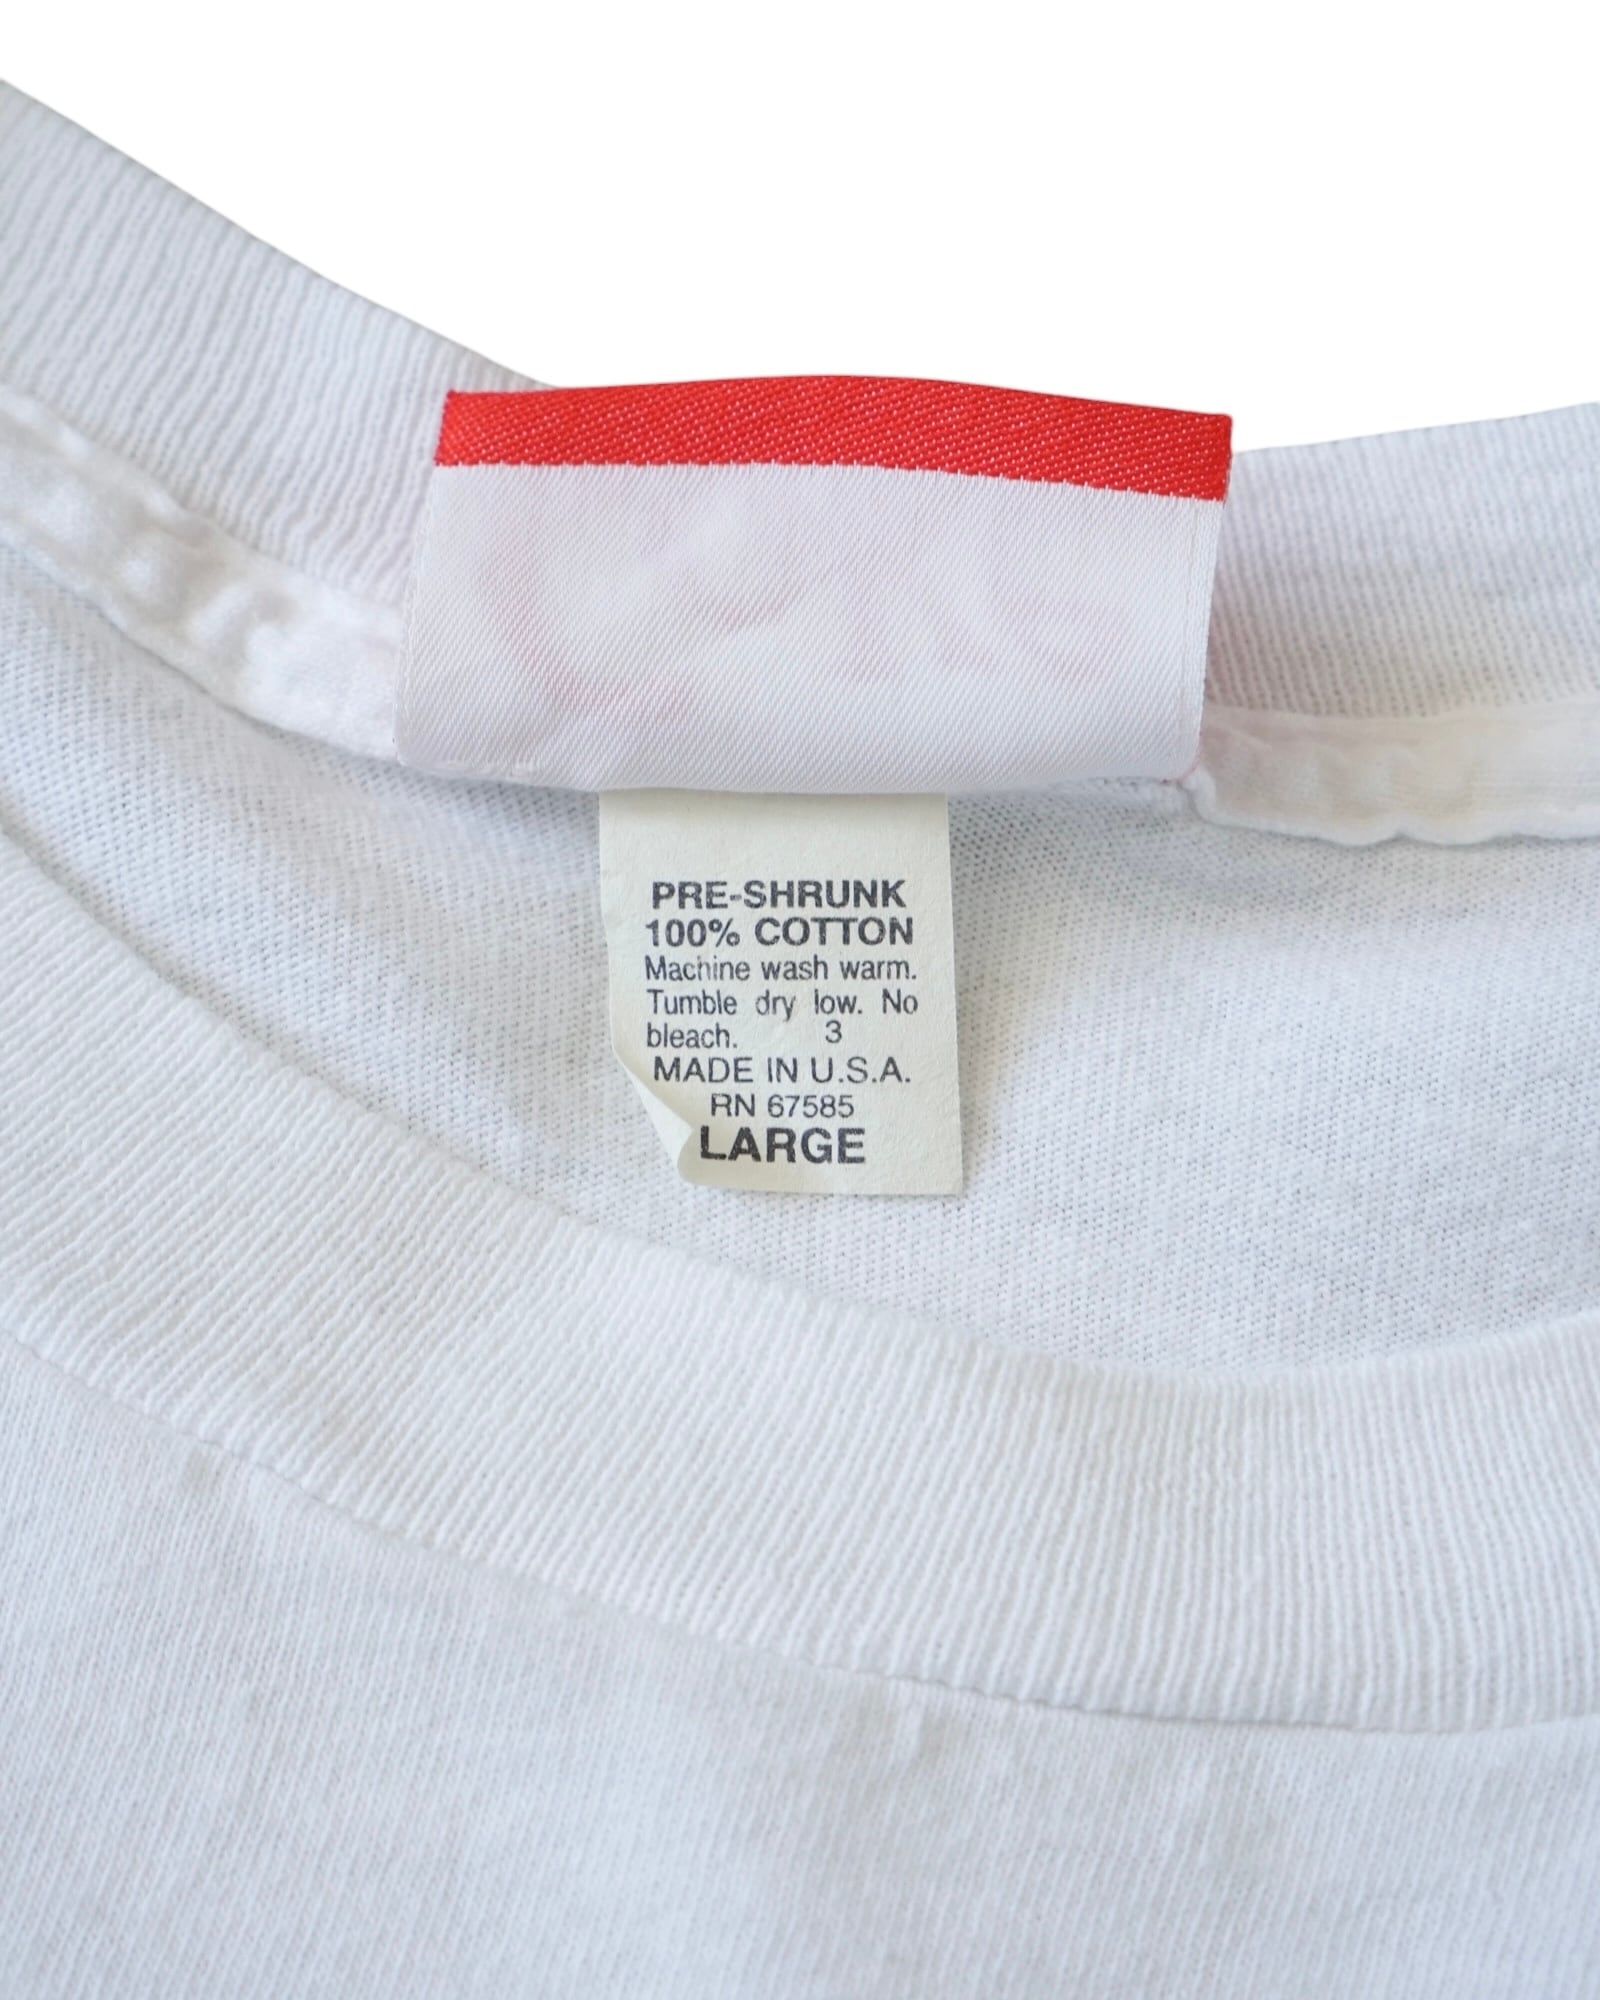 PRE-SHRUNK
100% COTTON
Machine wash warm.
Tumble dry low. No
bleach. 3
MADE IN U.S.A.
RN 67585
LARGE